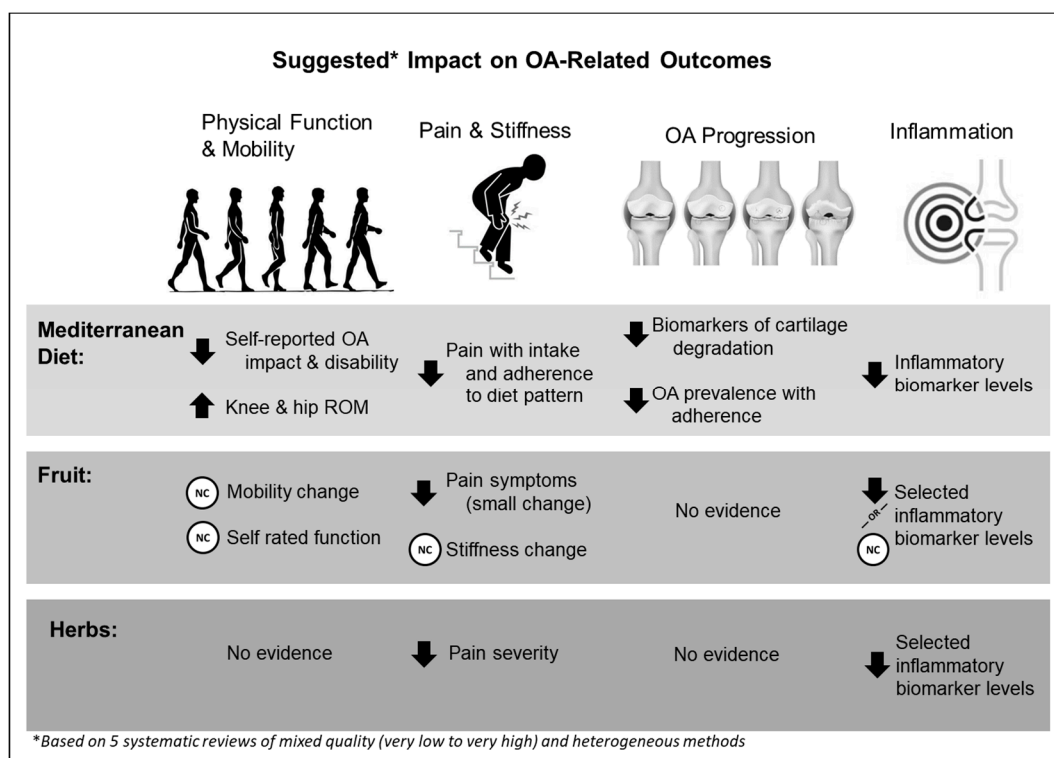 Suggested* Impact on OA-Related Outcomes
Physical Function
& Mobility
Pain & Stiffness
OA Progression
Inflammation
Mediterranean
Diet:
Self-reported OA
impact & disability
Knee & hip ROM
Pain with intake
and adherence
to diet pattern
Biomarkers of cartilage
degradation
OA prevalence with
adherence
Inflammatory
biomarker levels
Fruit:
NC Mobility change
NC Self rated function
Pain symptoms
(small change)
NC Stiffness change
No evidence
Selected
inflammatory
biomarker levels
OR
NC
Herbs:
No evidence
Pain severity
No evidence
Selected
inflammatory
biomarker levels
*Based on 5 systematic reviews of mixed quality (very low to very high) and heterogeneous methods